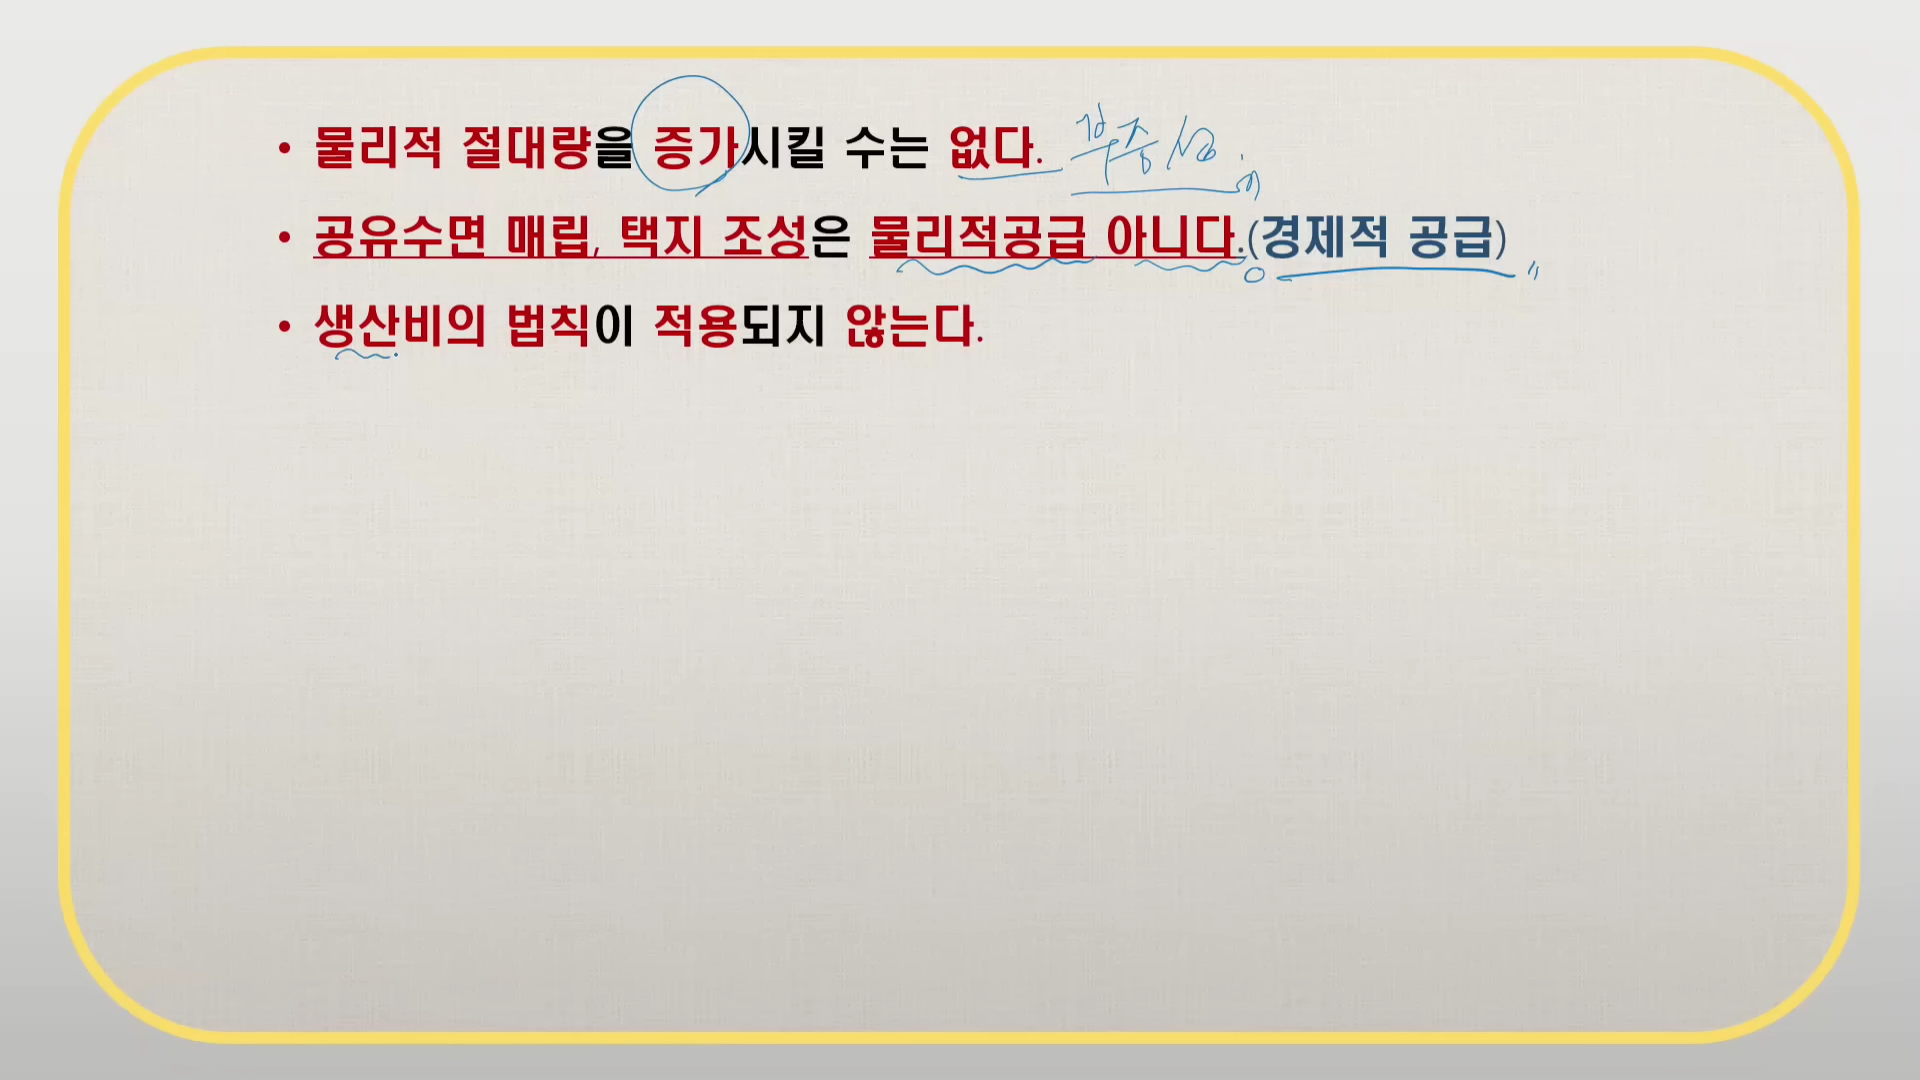 • 물리적 절대량을 증가시킬 수는 없다. 부증성
• 공유수면 매립, 택지 조성은 물리적공급 아니다.(경제적 공급)
• 생산비의 법칙이 적용되지 않는다.